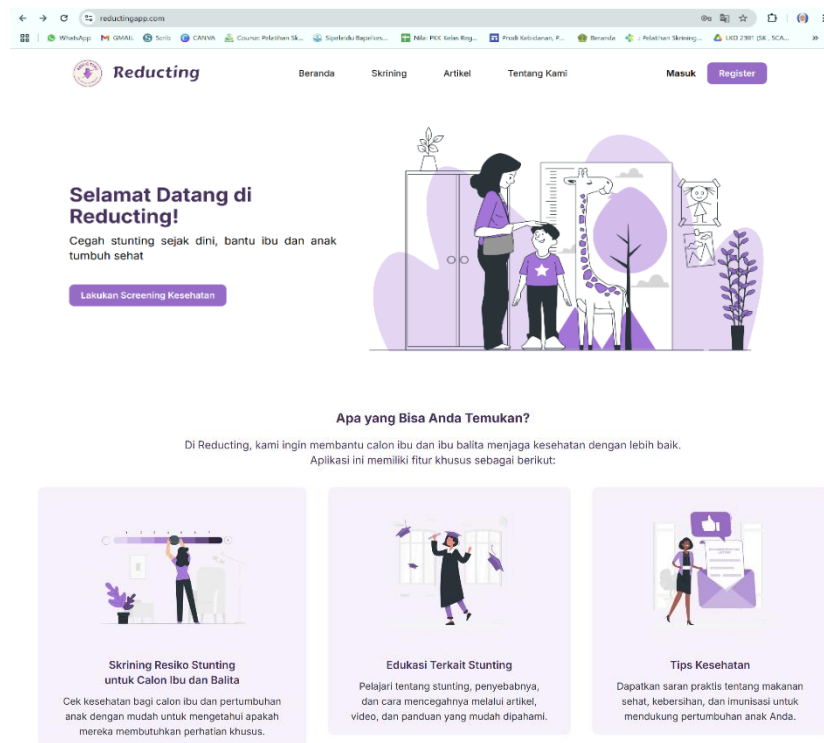 reductingapp.com
WhatsApp
GMAIL
CANVA
Course: Pelatihan Sk...
Beranda
Reducting
Beranda Skrining Artikel Tentang Kami Masuk Register
Selamat Datang di
Reducting!
Cegah stunting sejak dini, bantu ibu dan anak
tumbuh sehat
Lakukan Screening Kesehatan
Apa yang Bisa Anda Temukan?
Di Reducting, kami ingin membantu calon ibu dan ibu balita menjaga kesehatan dengan lebih baik.
Aplikasi ini memiliki fitur khusus sebagai berikut:
Skrining Resiko Stunting
untuk Calon Ibu dan Balita
Cek kesehatan bagi calon ibu dan pertumbuhan
anak dengan mudah untuk mengetahui apakah
mereka membutuhkan perhatian khusus.
Edukasi Terkait Stunting
Pelajari tentang stunting, penyebabnya,
dan cara mencegahnya melalui artikel,
video, dan panduan yang mudah dipahami.
Tips Kesehatan
Dapatkan saran praktis tentang makanan
sehat, kebersihan, dan imunisasi untuk
mendukung pertumbuhan anak Anda.